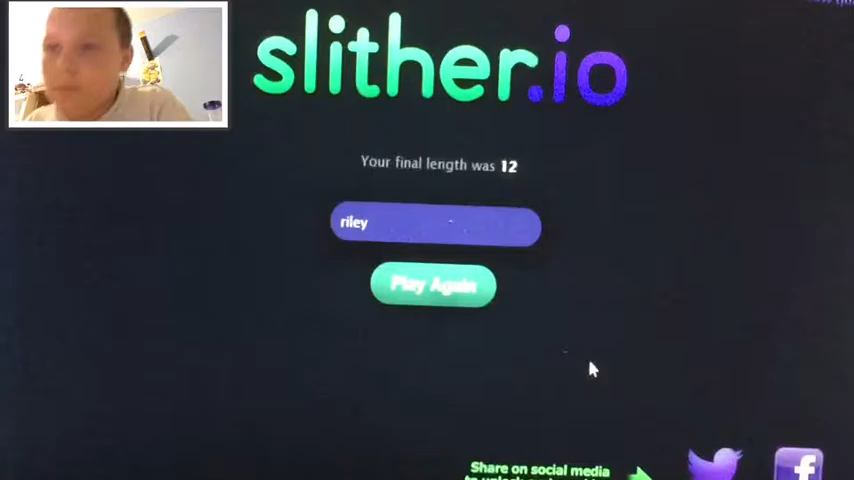 slither.io
Your final length was 12
riley
Play Again
Share on social media